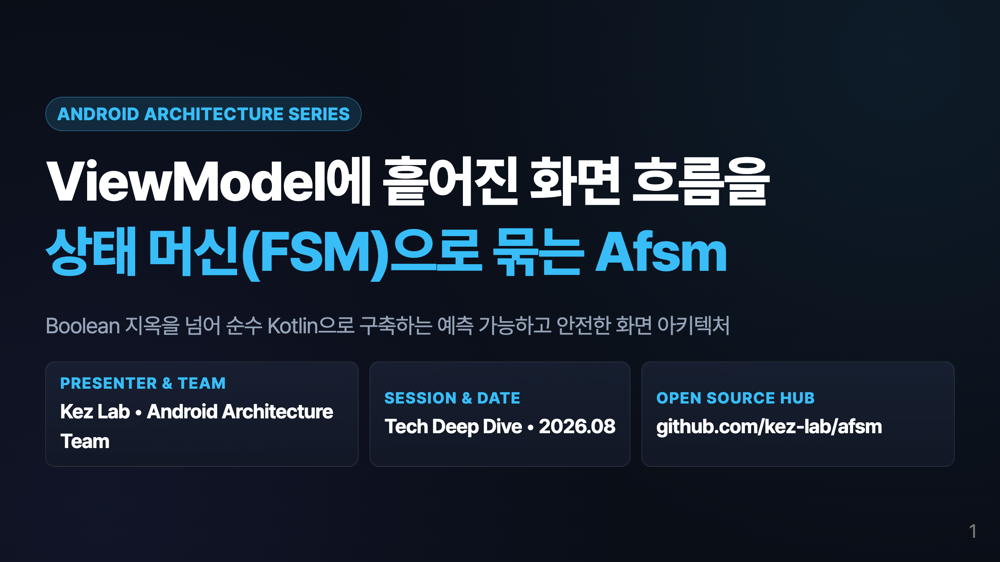 ANDROID ARCHITECTURE SERIES
ViewModel에 흩어진 화면 흐름을
상태 머신(FSM)으로 묶는 Afsm
Boolean 지옥을 넘어 순수 Kotlin으로 구축하는 예측 가능하고 안전한 화면 아키텍처
PRESENTER & TEAM
Kez Lab • Android Architecture
Team
SESSION & DATE
Tech Deep Dive • 2026.08
OPEN SOURCE HUB
github.com/kez-lab/afsm
1